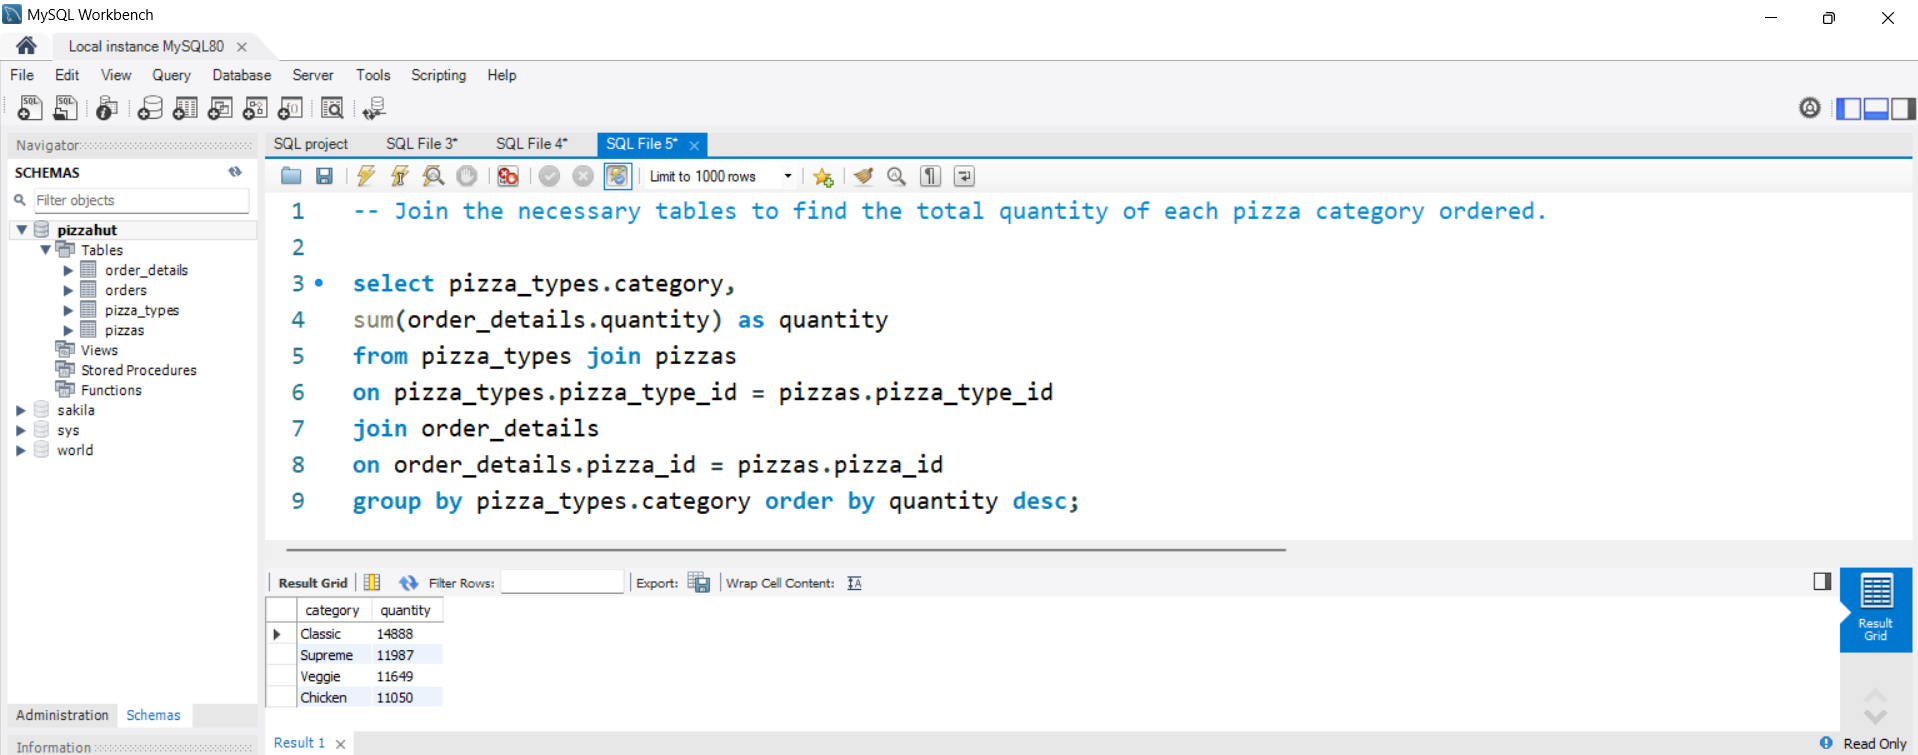 MySQL Workbench
Local instance MySQL80
File Edit View Query Database Server Tools Scripting Help
Navigator
SCHEMAS
Filter objects
pizzahut
Tables
order_details
orders
pizza_types
pizzas
Views
Stored Procedures
Functions
sakila
sys
world
Administration Schemas
Information
SQL project SQL File 3* SQL File 4* SQL File 5*
Limit to 1000 rows
1 -- Join the necessary tables to find the total quantity of each pizza category ordered.
2
3 select pizza_types.category,
4 sum(order_details.quantity) as quantity
5 from pizza_types join pizzas
6 on pizza_types.pizza_type_id = pizzas.pizza_type_id
7 join order_details
8 on order_details.pizza_id = pizzas.pizza_id
9 group by pizza_types.category order by quantity desc;
Result Grid Filter Rows: Export: Wrap Cell Content:
category quantity
Classic 14888
Supreme 11987
Veggie 11649
Chicken 11050
Result
Grid
Result 1
Read Only